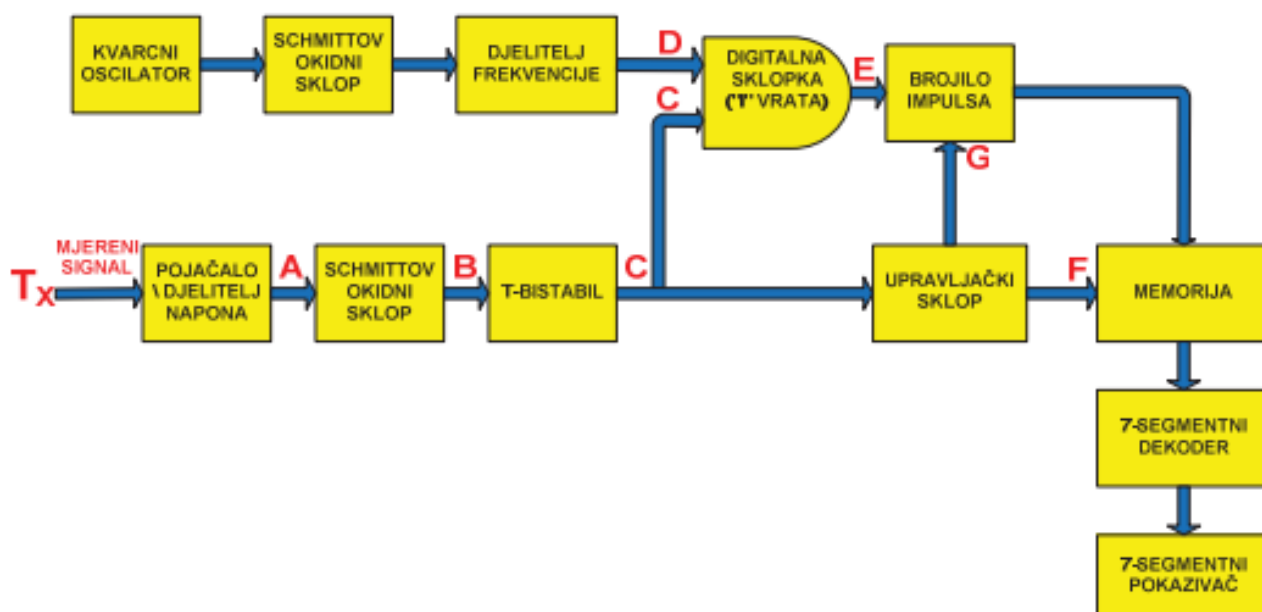 KVARCNI
OSCILATOR
SCHMITTOV
OKIDNI
SKLOP
DJELITELJ
FREKVENCIJE
D
C
DIGITALNA
SKLOPKA
("I" VRATA)
E
BROJILO
IMPULSA
G
MJERENI
SIGNAL
TX
POJAČALO
\ DJELITELJ
NAPONA
A
SCHMITTOV
OKIDNI
SKLOP
B
T-BISTABIL
C
UPRAVLJAČKI
SKLOP
F
MEMORIJA
7-SEGMENTNI
DEKODER
7-SEGMENTNI
POKAZIVAČ